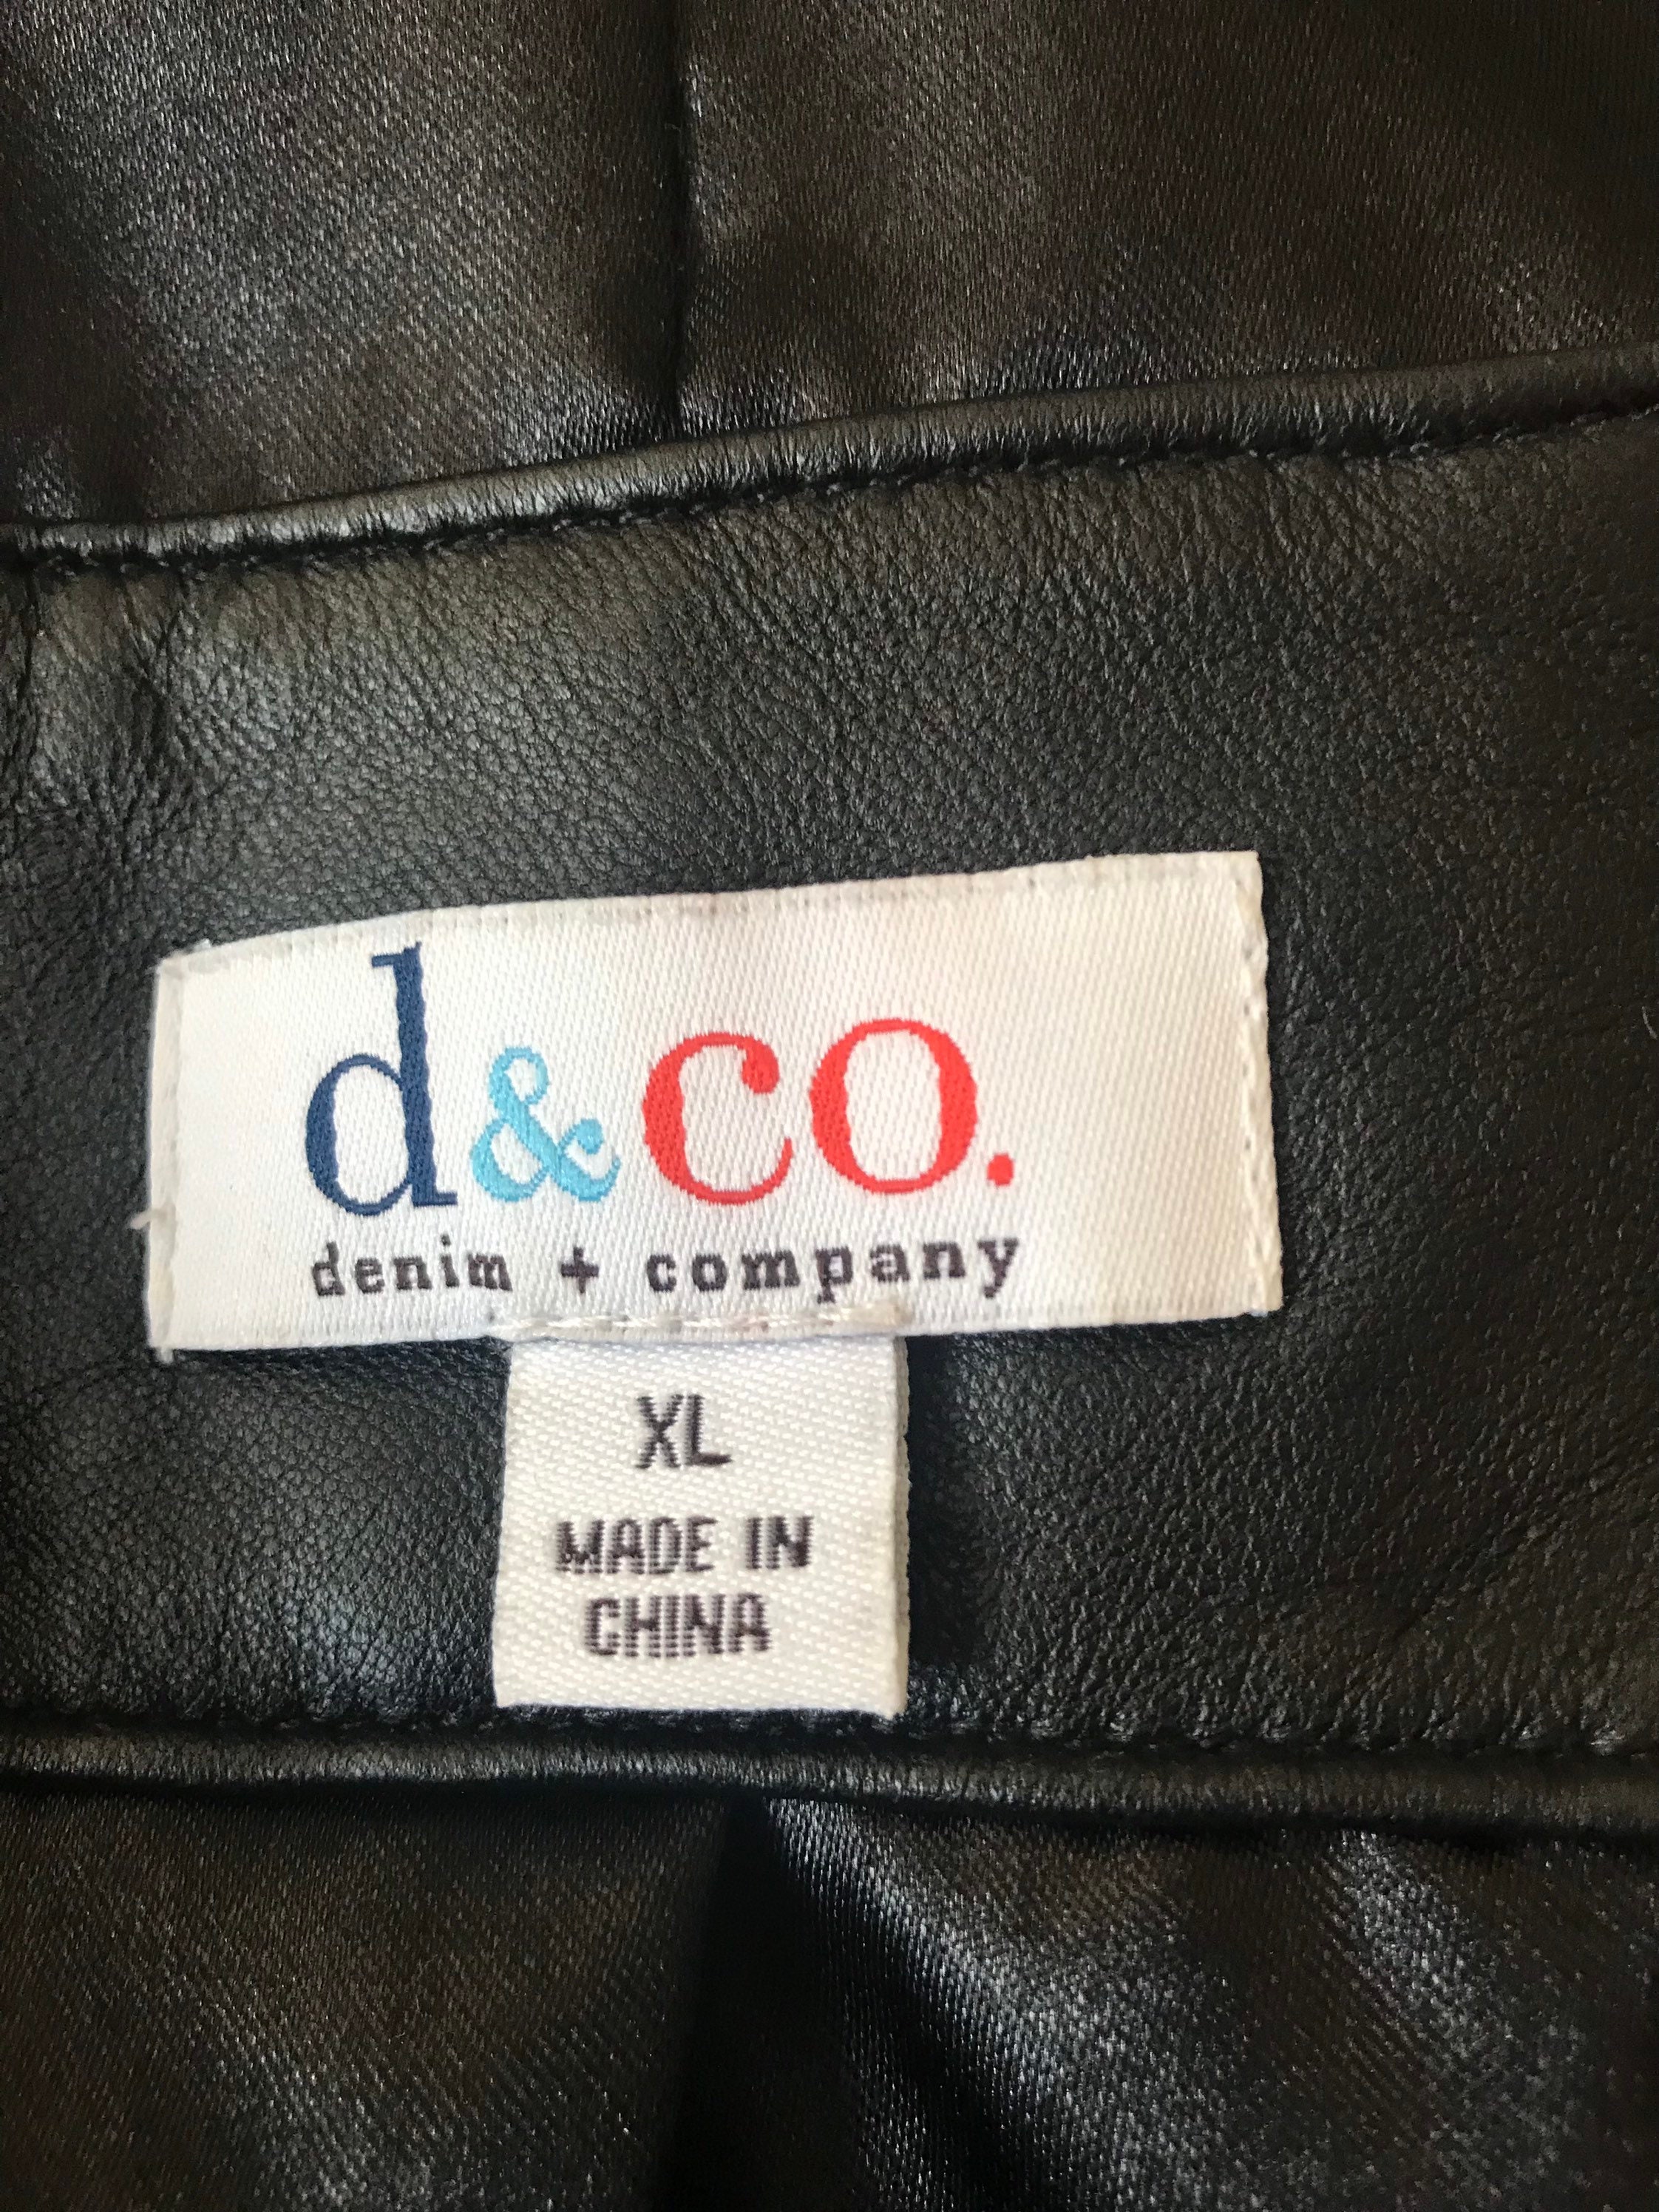 d&co.
denim + company
XL
MADE IN
CHINA